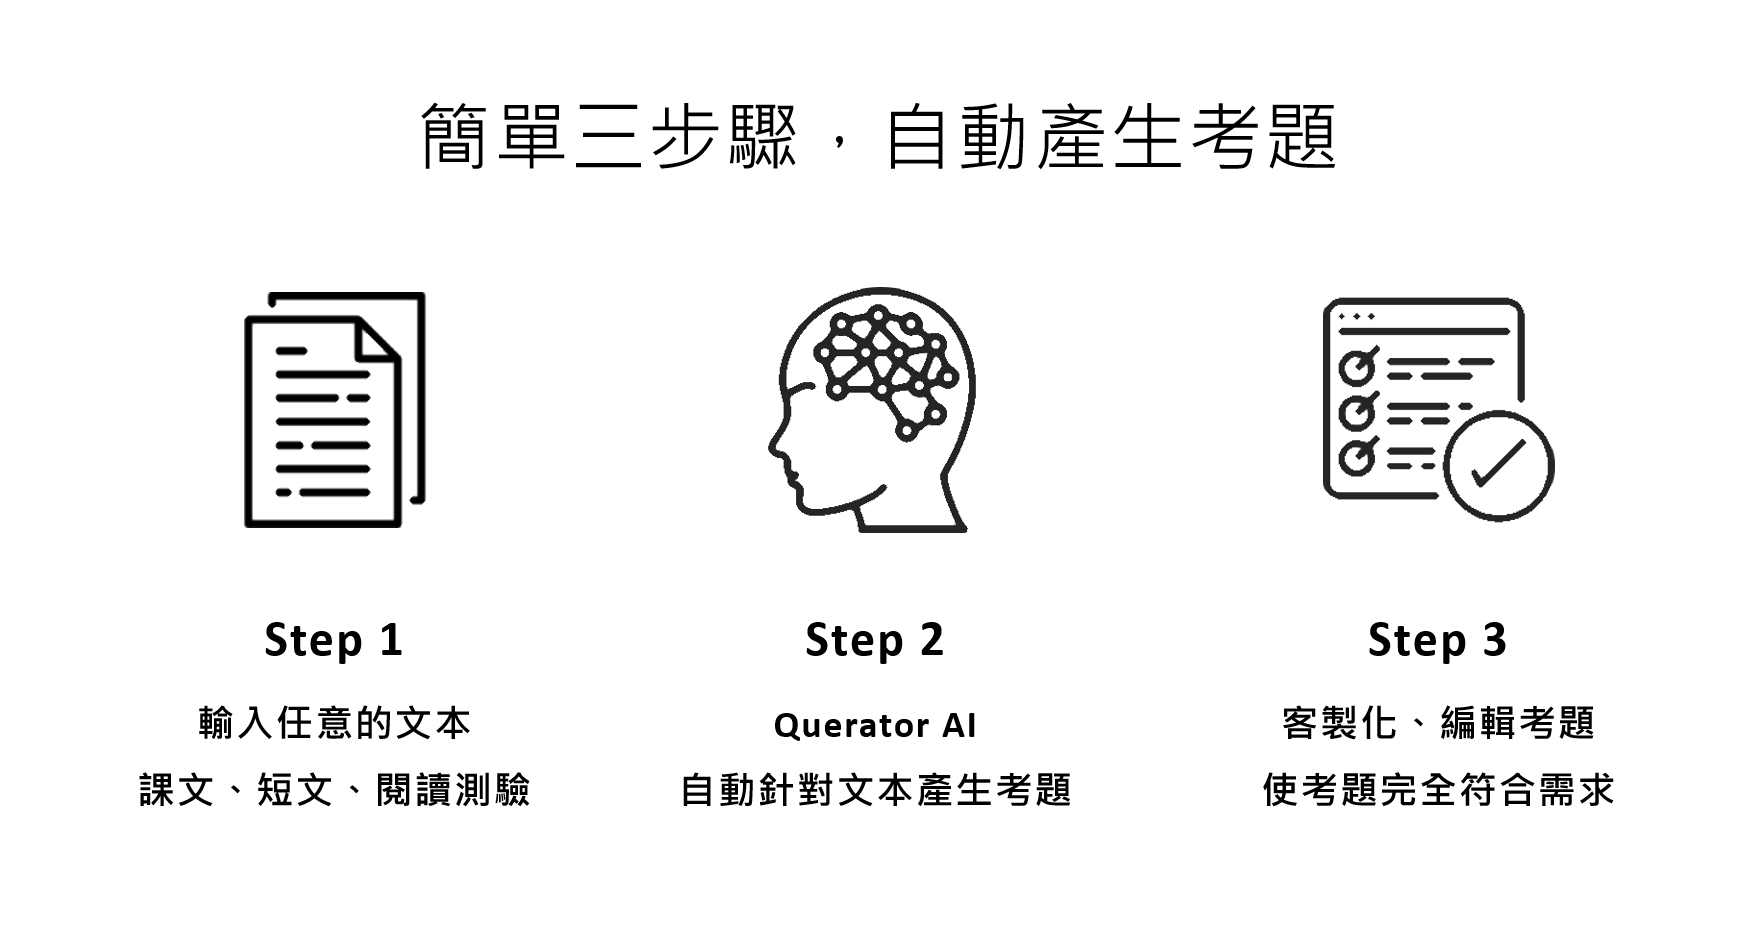 簡單三步驟，自動產生考題
Step 1
輸入任意的文本
課文、短文、閱讀測驗
Step 2
Querator AI
自動針對文本產生考題
Step 3
客製化、編輯考題
使考題完全符合需求